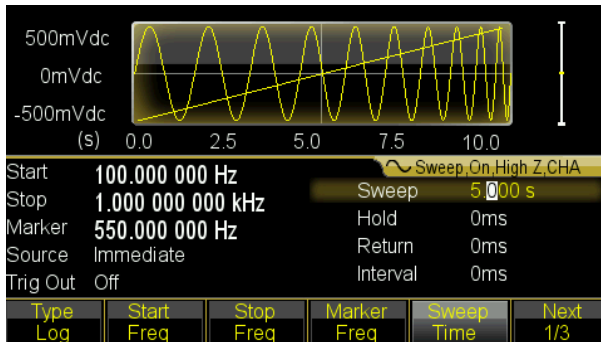 500mVdc
0mVdc
-500mVdc
(s) 0.0 2.5 5.0 7.5 10.0
Sweep,On,High Z,CHA
Start 100.000 000 Hz
Stop 1.000 000 000 kHz
Marker 550.000 000 Hz
Source Immediate
Trig Out Off
Sweep 5.000 s
Hold 0ms
Return 0ms
Interval 0ms
Type Log
Start Freq
Stop Freq
Marker Freq
Sweep Time
Next 1/3